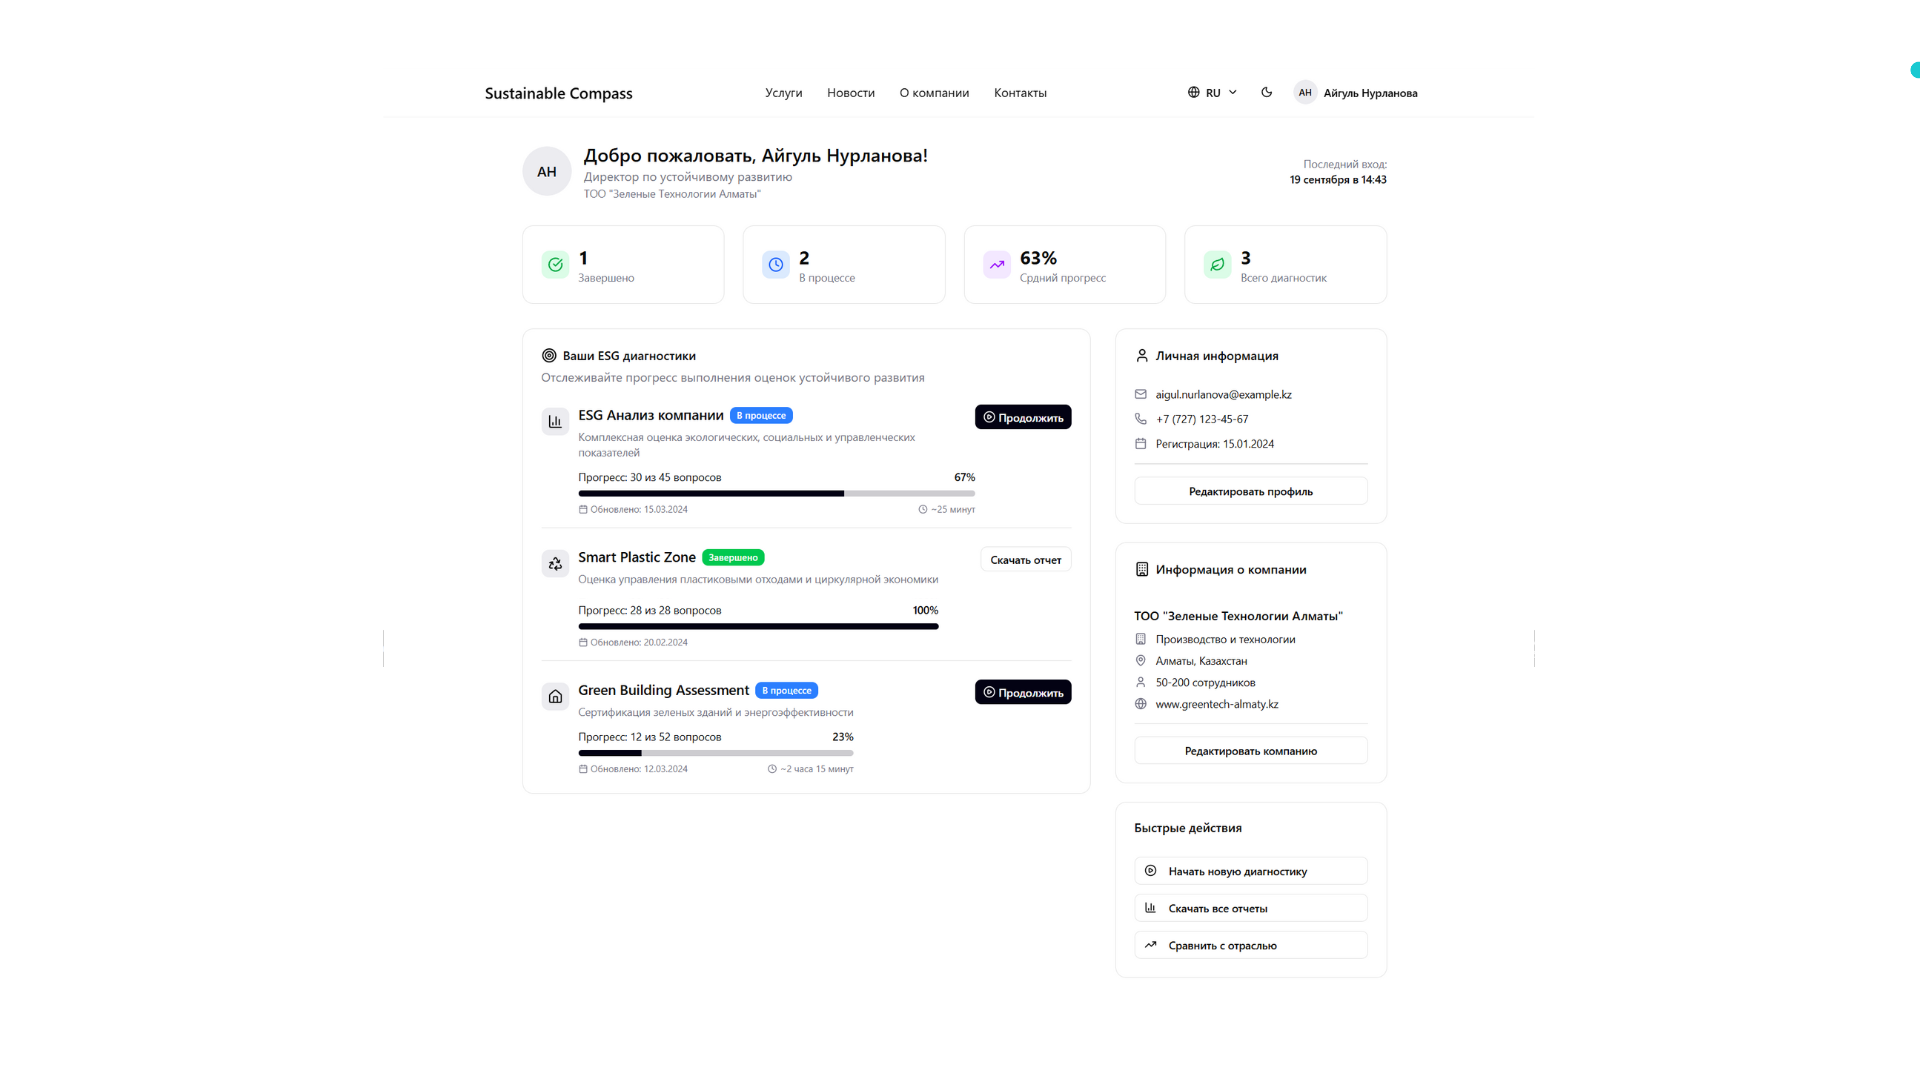 Sustainable Compass
Услуги
Новости
О компании
Контакты
RU
АН
Айгуль Нурланова
АН
Добро пожаловать, Айгуль Нурланова!
Директор по устойчивому развитию
ТОО "Зеленые Технологии Алматы"
Последний вход:
19 сентября в 14:43
1
Завершено
2
В процессе
63%
Срдний прогресс
3
Всего диагностик
Ваши ESG диагностики
Отслеживайте прогресс выполнения оценок устойчивого развития
ESG Анализ компании
В процессе
Продолжить
Комплексная оценка экологических, социальных и управленческих
показателей
Прогресс: 30 из 45 вопросов
67%
Обновлено: 15.03.2024
~25 минут
Smart Plastic Zone
Завершено
Скачать отчет
Оценка управления пластиковыми отходами и циркулярной экономики
Прогресс: 28 из 28 вопросов
100%
Обновлено: 20.02.2024
Green Building Assessment
В процессе
Продолжить
Сертификация зеленых зданий и энергоэффективности
Прогресс: 12 из 52 вопросов
23%
Обновлено: 12.03.2024
~2 часа 15 минут
Личная информация
aigul.nurlanova@example.kz
+7 (727) 123-45-67
Регистрация: 15.01.2024
Редактировать профиль
Информация о компании
ТОО "Зеленые Технологии Алматы"
Производство и технологии
Алматы, Казахстан
50-200 сотрудников
www.greentech-almaty.kz
Редактировать компанию
Быстрые действия
Начать новую диагностику
Скачать все отчеты
Сравнить с отраслью